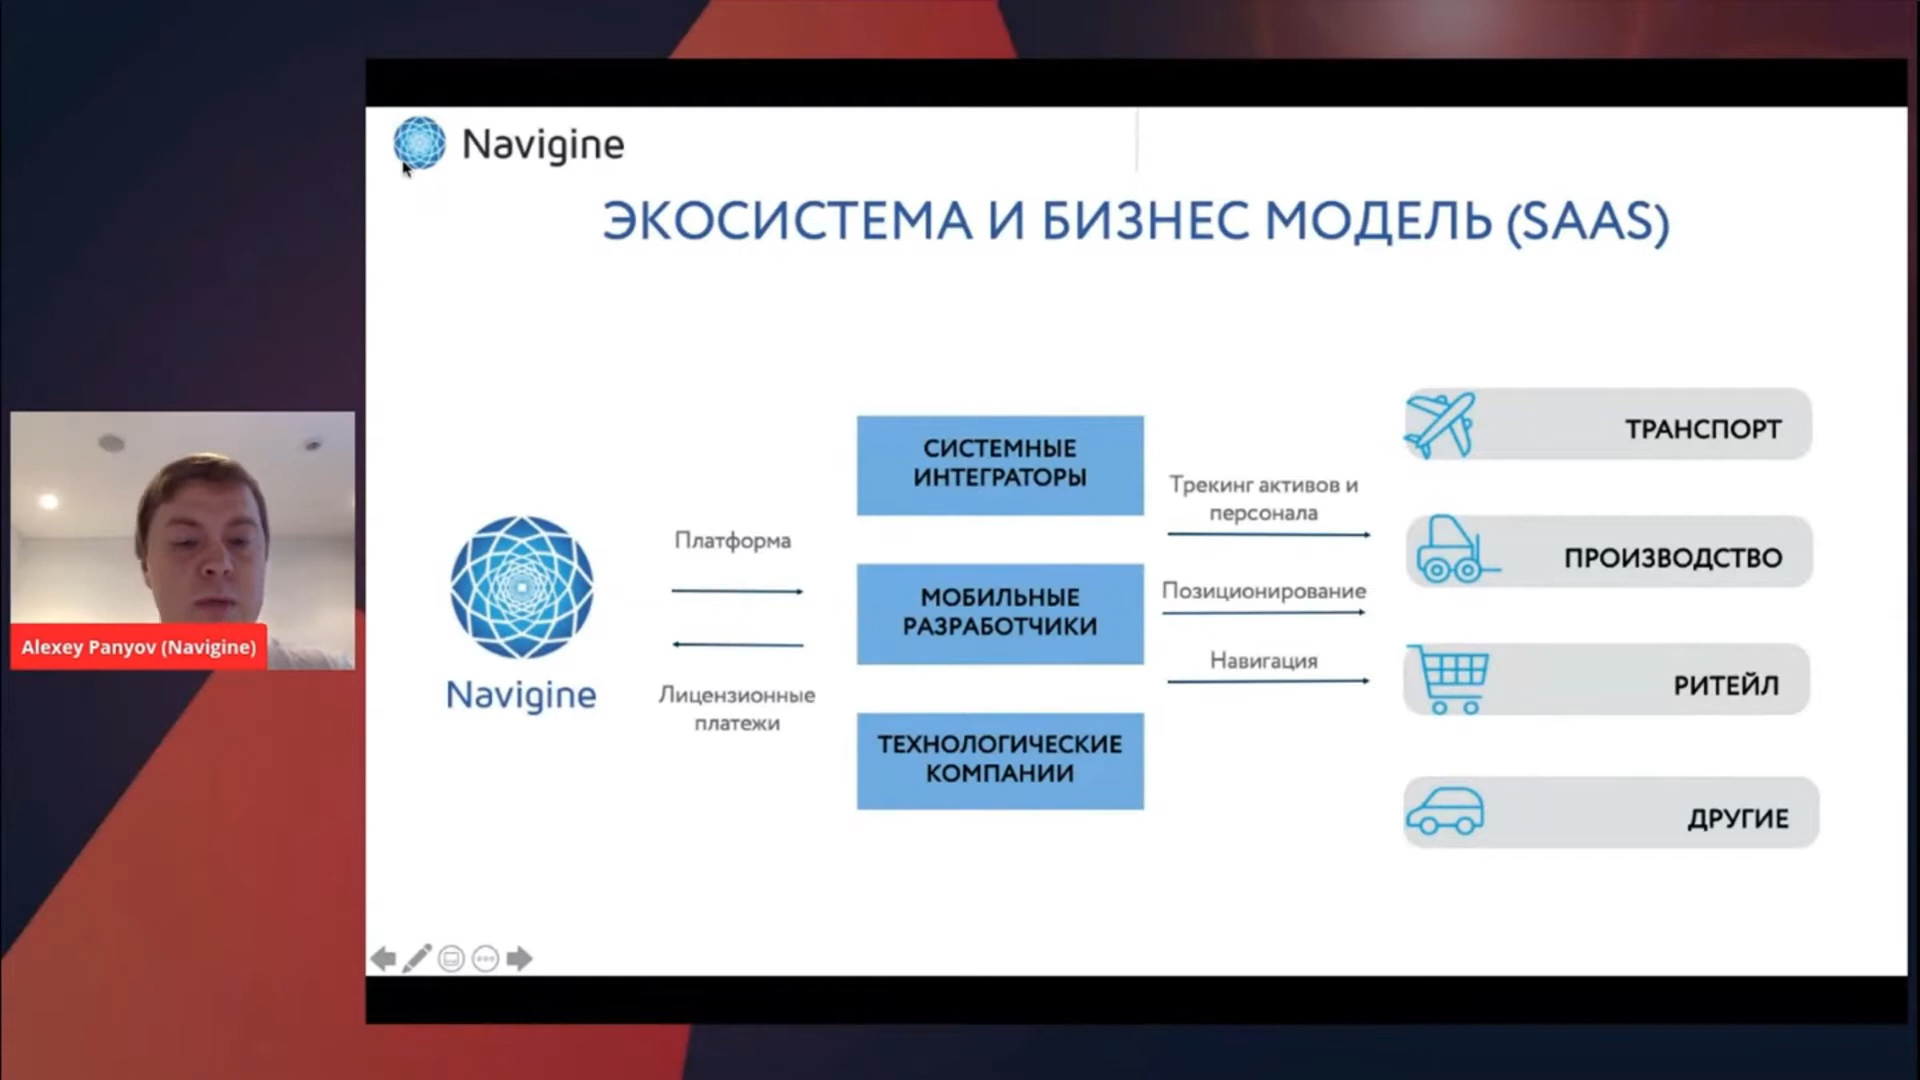 Navigine
ЭКОСИСТЕМА И БИЗНЕС МОДЕЛЬ (SAAS)
Navigine
Платформа
Лицензионные
платежи
СИСТЕМНЫЕ
ИНТЕГРАТОРЫ
МОБИЛЬНЫЕ
РАЗРАБОТЧИКИ
ТЕХНОЛОГИЧЕСКИЕ
КОМПАНИИ
Трекинг активов и
персонала
Позиционирование
Навигация
ТРАНСПОРТ
ПРОИЗВОДСТВО
РИТЕЙЛ
ДРУГИЕ
Alexey Panyov (Navigine)